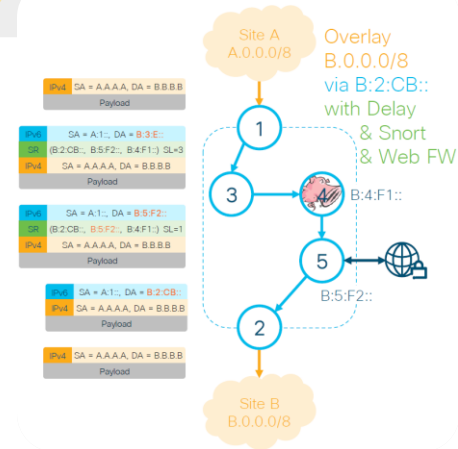 Site A
A.0.0.0/8
Overlay
B.0.0.0/8
via B:2:CB::
with Delay
& Snort
& Web FW
IPv4 SA = A.A.A.A, DA = B.B.B.B
Payload
1
IPv6 SA = A:1::, DA = B:3:E::
SR (B:2:CB::, B:5:F2::, B:4:F1::) SL=3
IPv4 SA = A.A.A.A, DA = B.B.B.B
Payload
3
4
B:4:F1::
IPv6 SA = A:1::, DA = B:5:F2::
SR (B:2:CB::, B:5:F2::, B:4:F1::) SL=1
IPv4 SA = A.A.A.A, DA = B.B.B.B
Payload
5
B:5:F2::
IPv6 SA = A:1::, DA = B:2:CB::
IPv4 SA = A.A.A.A, DA = B.B.B.B
Payload
2
IPv4 SA = A.A.A.A, DA = B.B.B.B
Payload
Site B
B.0.0.0/8